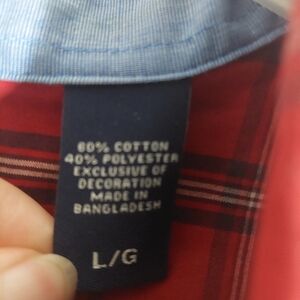 60% COTTON
40% POLYESTER
EXCLUSIVE OF
DECORATION
MADE IN
BANGLADESH
L/G